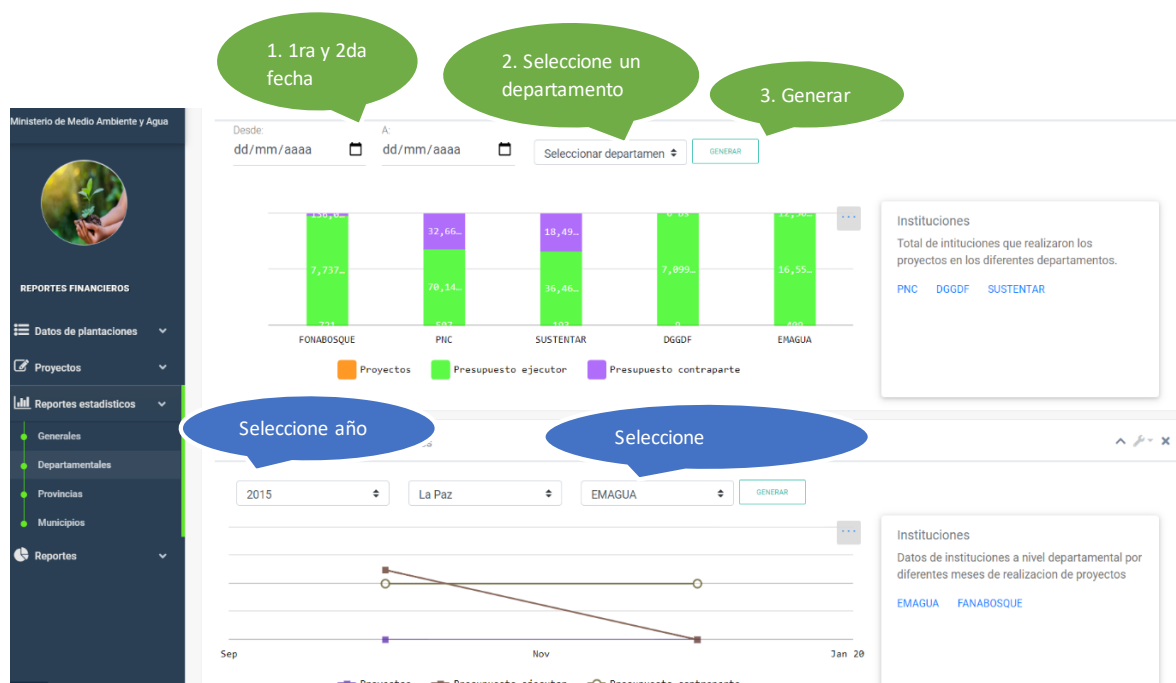 1. 1ra y 2da
fecha
2. Seleccione un
departamento
3. Generar
Ministerio de Medio Ambiente y Agua
REPORTES FINANCIEROS
Datos de plantaciones
Proyectos
Reportes estadisticos
Generales
Departamentales
Provincias
Municipios
Reportes
Desde:
A:
dd/mm/aaaa
dd/mm/aaaa
Seleccionar departamen
GENERAR
32,66…
18,49…
7,737…
70,14…
36,46…
7,099…
16,55…
FONABOSQUE
PNC
SUSTENTAR
DGGDF
EMAGUA
Proyectos
Presupuesto ejecutor
Presupuesto contraparte
Instituciones
Total de intituciones que realizaron los
proyectos en los diferentes departamentos.
PNC DGGDF SUSTENTAR
Seleccione año
Seleccione
2015
La Paz
EMAGUA
GENERAR
Sep
Nov
Jan 20
Proyectos
Presupuesto ejecutor
Presupuesto contraparte
Instituciones
Datos de instituciones a nivel departamental por
diferentes meses de realizacion de proyectos
EMAGUA FANABOSQUE